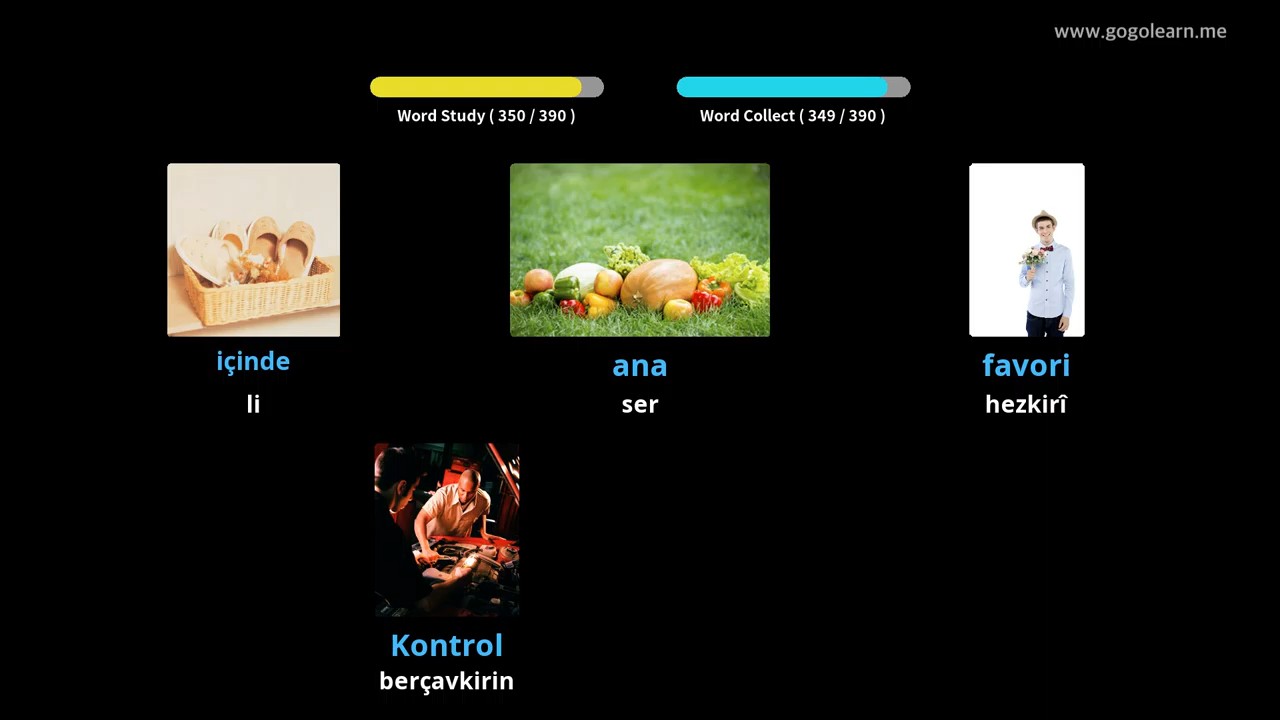 www.gogolearn.me
Word Study ( 350 / 390 )
Word Collect ( 349 / 390 )
içinde
li
ana
ser
favori
hezkirî
Kontrol
berçavkirin